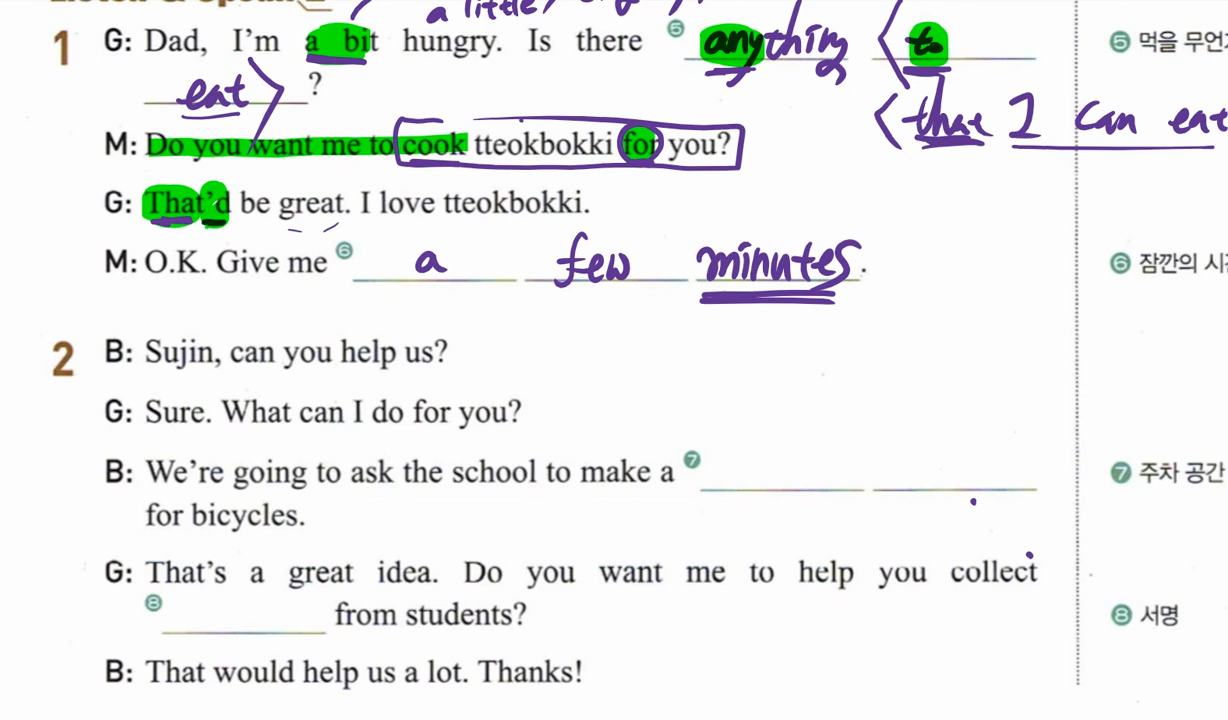 a little,
1 G: Dad, I'm a bit hungry. Is there ⑤ anything < to
eat ?
< that I can eat
M: Do you want me to cook tteokbokki for you?
G: That'd be great. I love tteokbokki.
M: O.K. Give me ⑥ a few minutes.
⑤ 먹을 무언가
⑥ 잠깐의 시간
2 B: Sujin, can you help us?
G: Sure. What can I do for you?
B: We're going to ask the school to make a ⑦
for bicycles.
G: That's a great idea. Do you want me to help you collect
⑧ from students?
B: That would help us a lot. Thanks!
⑦ 주차 공간
⑧ 서명